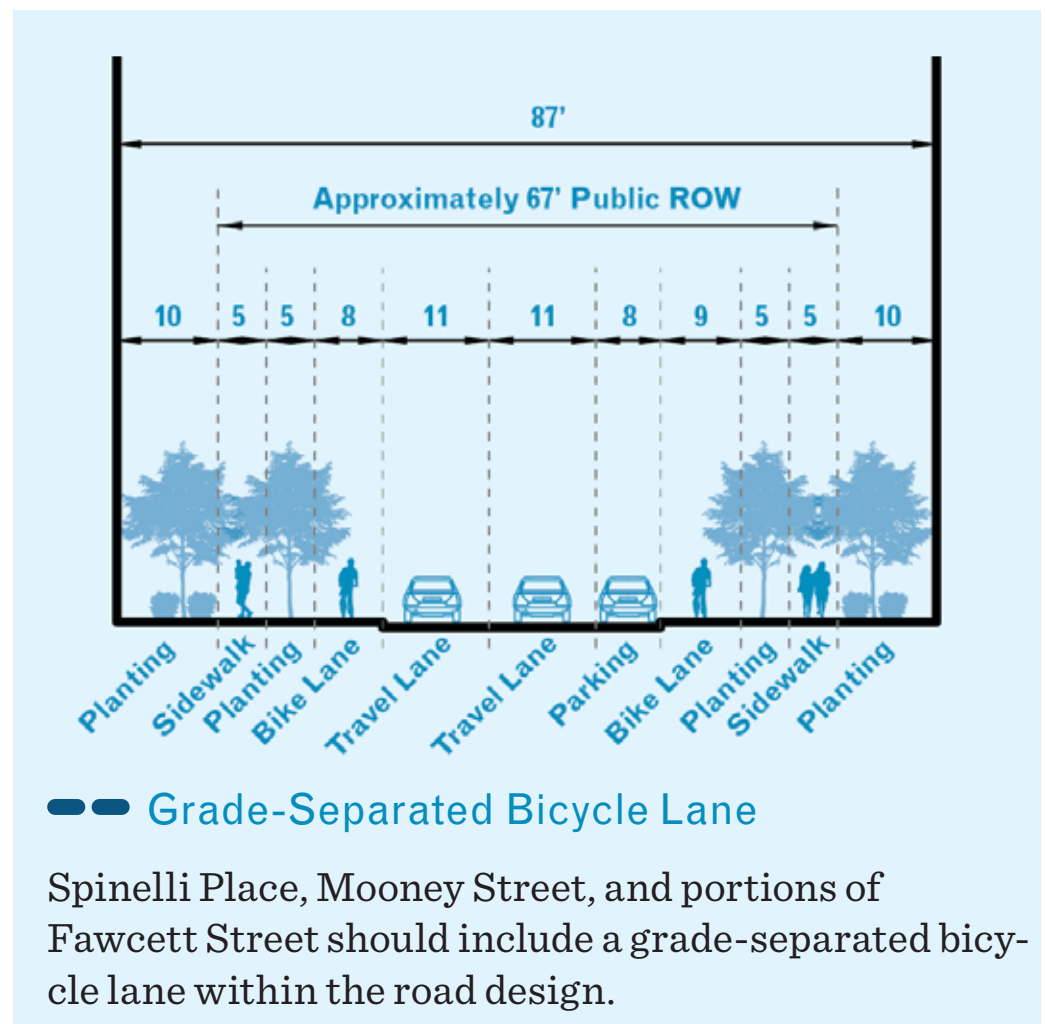 87’
Approximately 67’ Public ROW
10 5 5 8 11 11 8 9 5 5 10
Planting Sidewalk Planting Bike Lane Travel Lane Travel Lane Parking Bike Lane Planting Sidewalk Planting
Grade-Separated Bicycle Lane
Spinelli Place, Mooney Street, and portions of
Fawcett Street should include a grade-separated bicy-
cle lane within the road design.